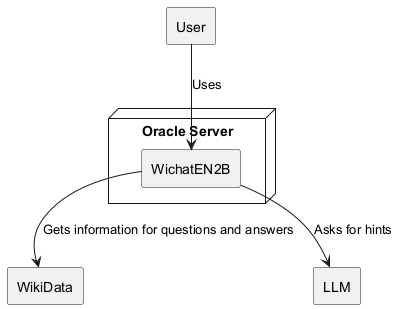 User
Uses
Oracle Server
WichatEN2B
Gets information for questions and answers
Asks for hints
WikiData
LLM